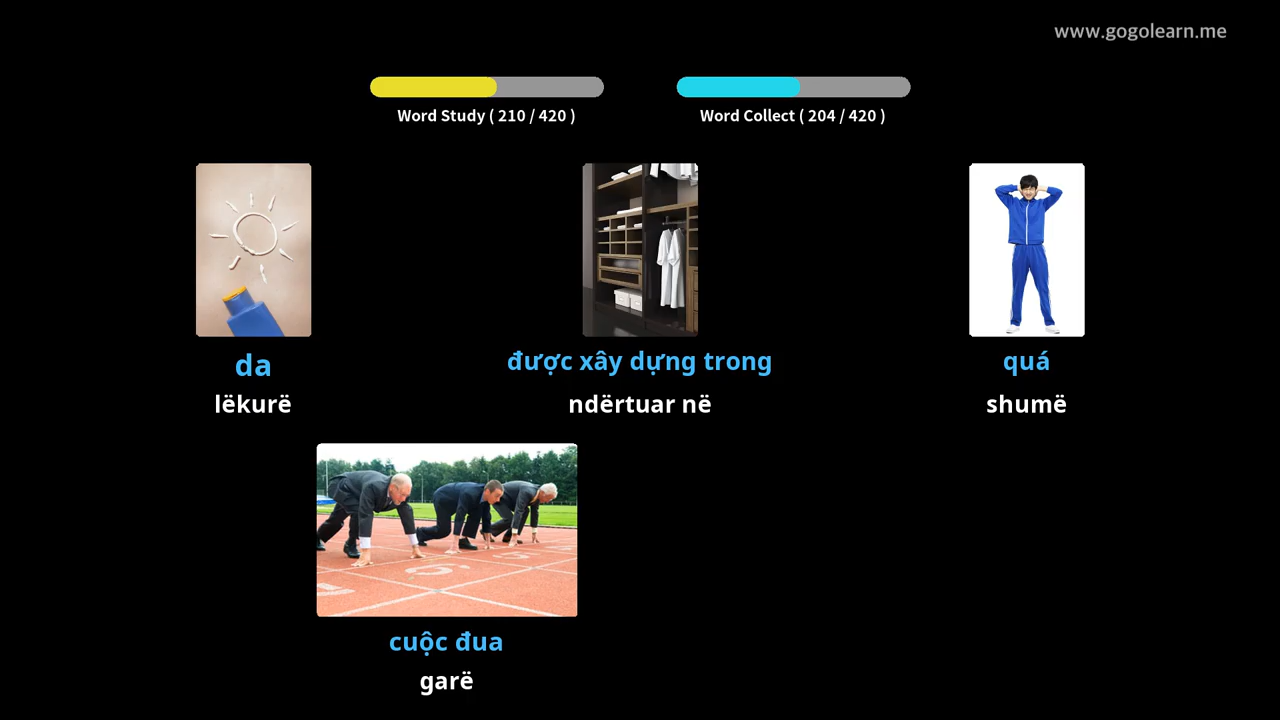 www.gogolearn.me
Word Study ( 210 / 420 )
Word Collect ( 204 / 420 )
da
lëkurë
được xây dựng trong
ndërtuar në
quá
shumë
cuộc đua
garë